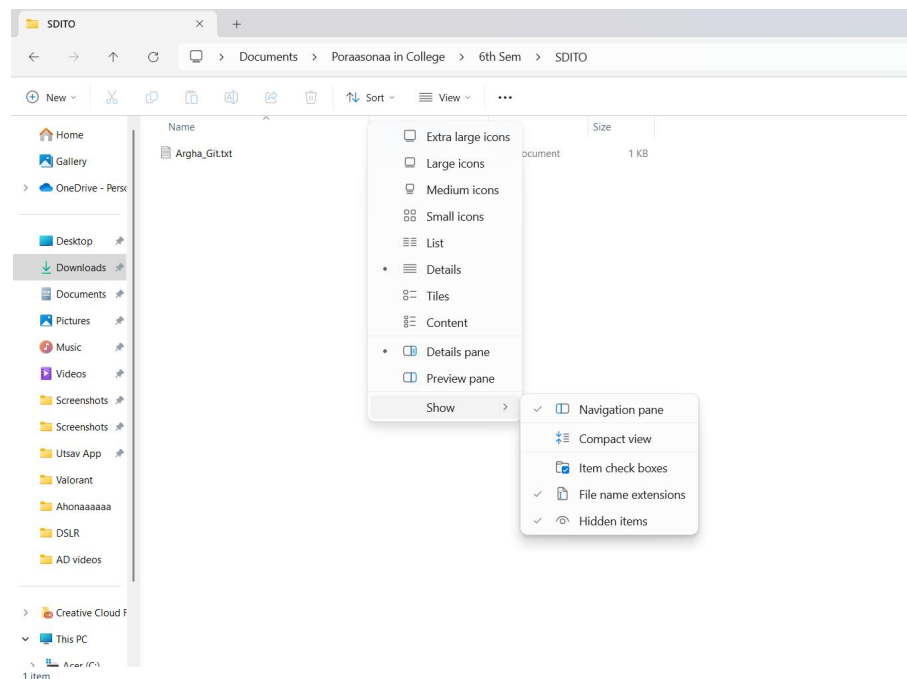 SDITO
Documents > Poraasonaa in College > 6th Sem > SDITO
New
Sort
View
Home
Gallery
OneDrive - Perso
Desktop
Downloads
Documents
Pictures
Music
Videos
Screenshots
Screenshots
Utsav App
Valorant
Ahonaaaaaa
DSLR
AD videos
Creative Cloud F
This PC
Acer (C:)
1 item
Name
Size
Argha_Git.txt
ocument
1 KB
Extra large icons
Large icons
Medium icons
Small icons
List
Details
Tiles
Content
Details pane
Preview pane
Show
Navigation pane
Compact view
Item check boxes
File name extensions
Hidden items